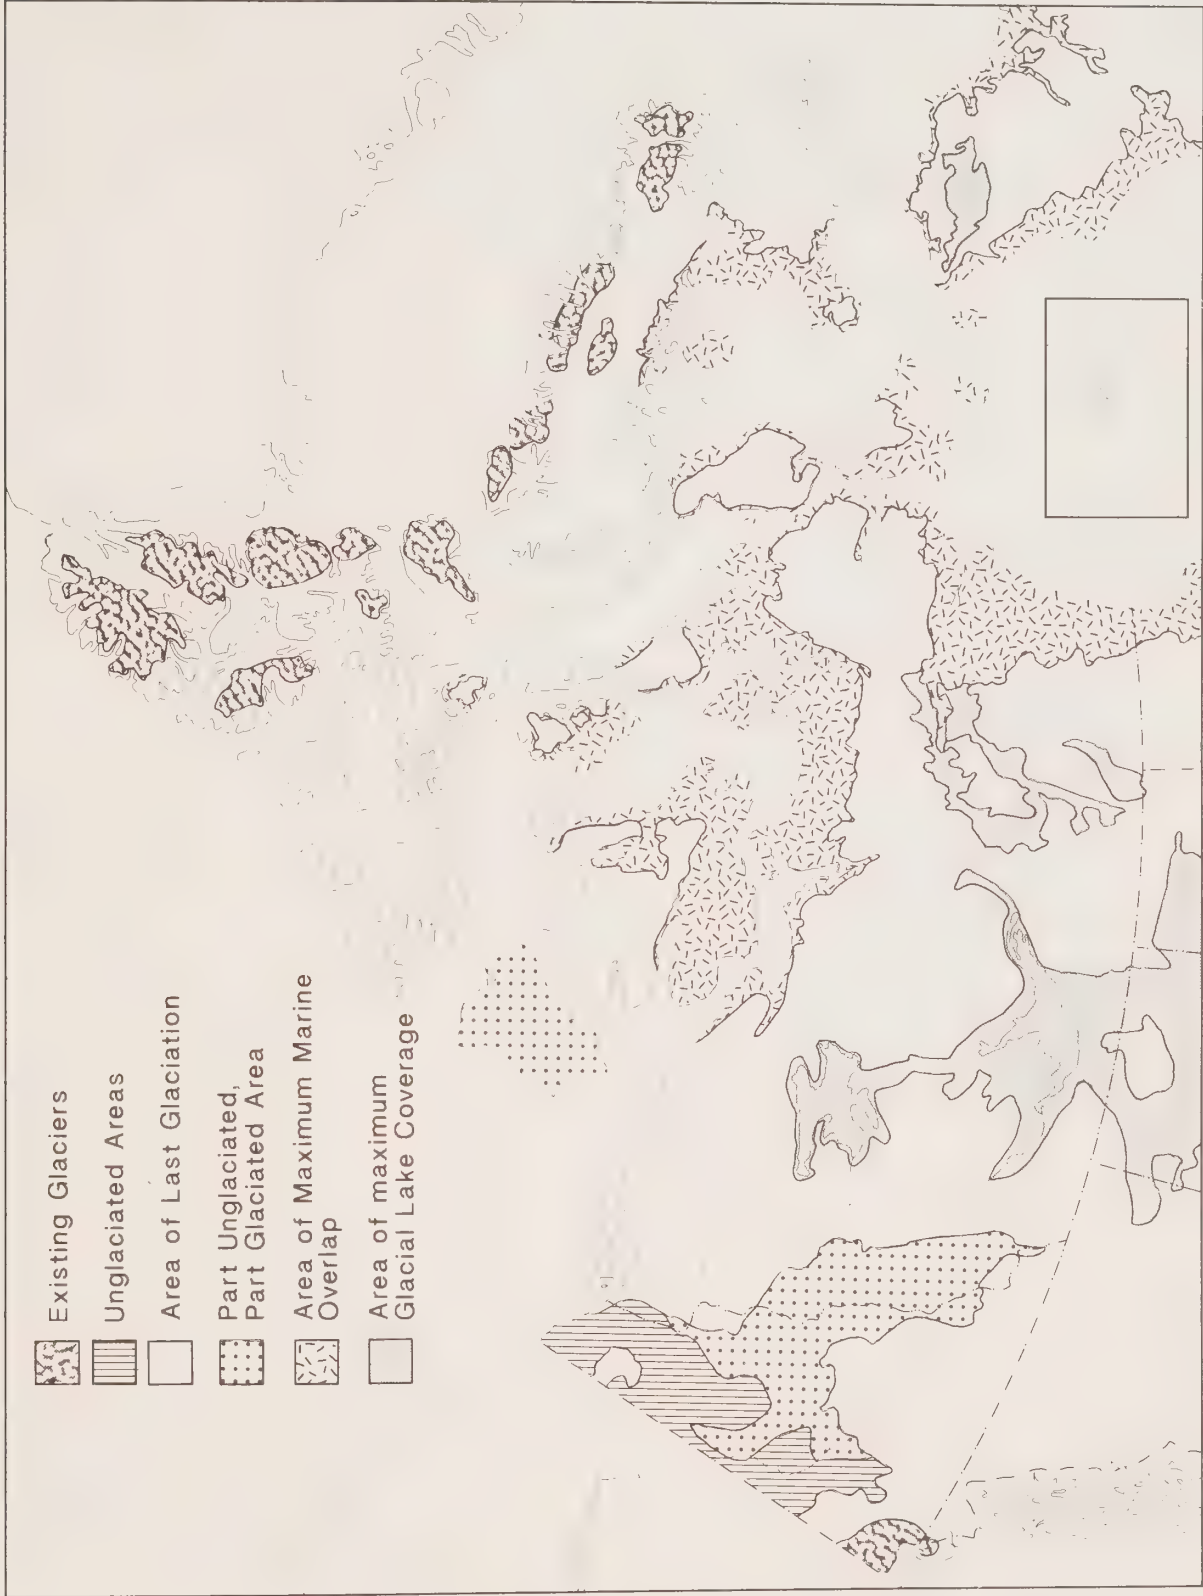 Existing Glaciers
Unglaciated Areas
Area of Last Glaciation
Part Unglaciated,
Part Glaciated Area
Area of Maximum Marine
Overlap
Area of maximum
Glacial Lake Coverage